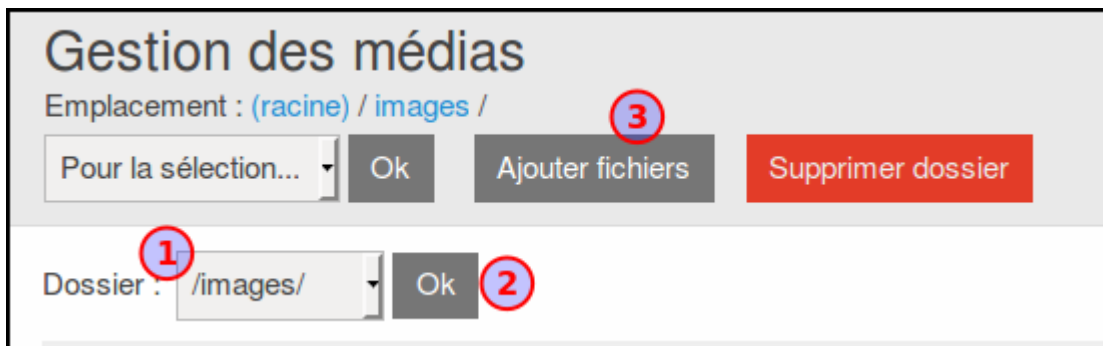 Gestion des médias
Emplacement : (racine) / images /
3
Pour la sélection... Ok Ajouter fichiers Supprimer dossier
1
Dossier : /images/ Ok 2